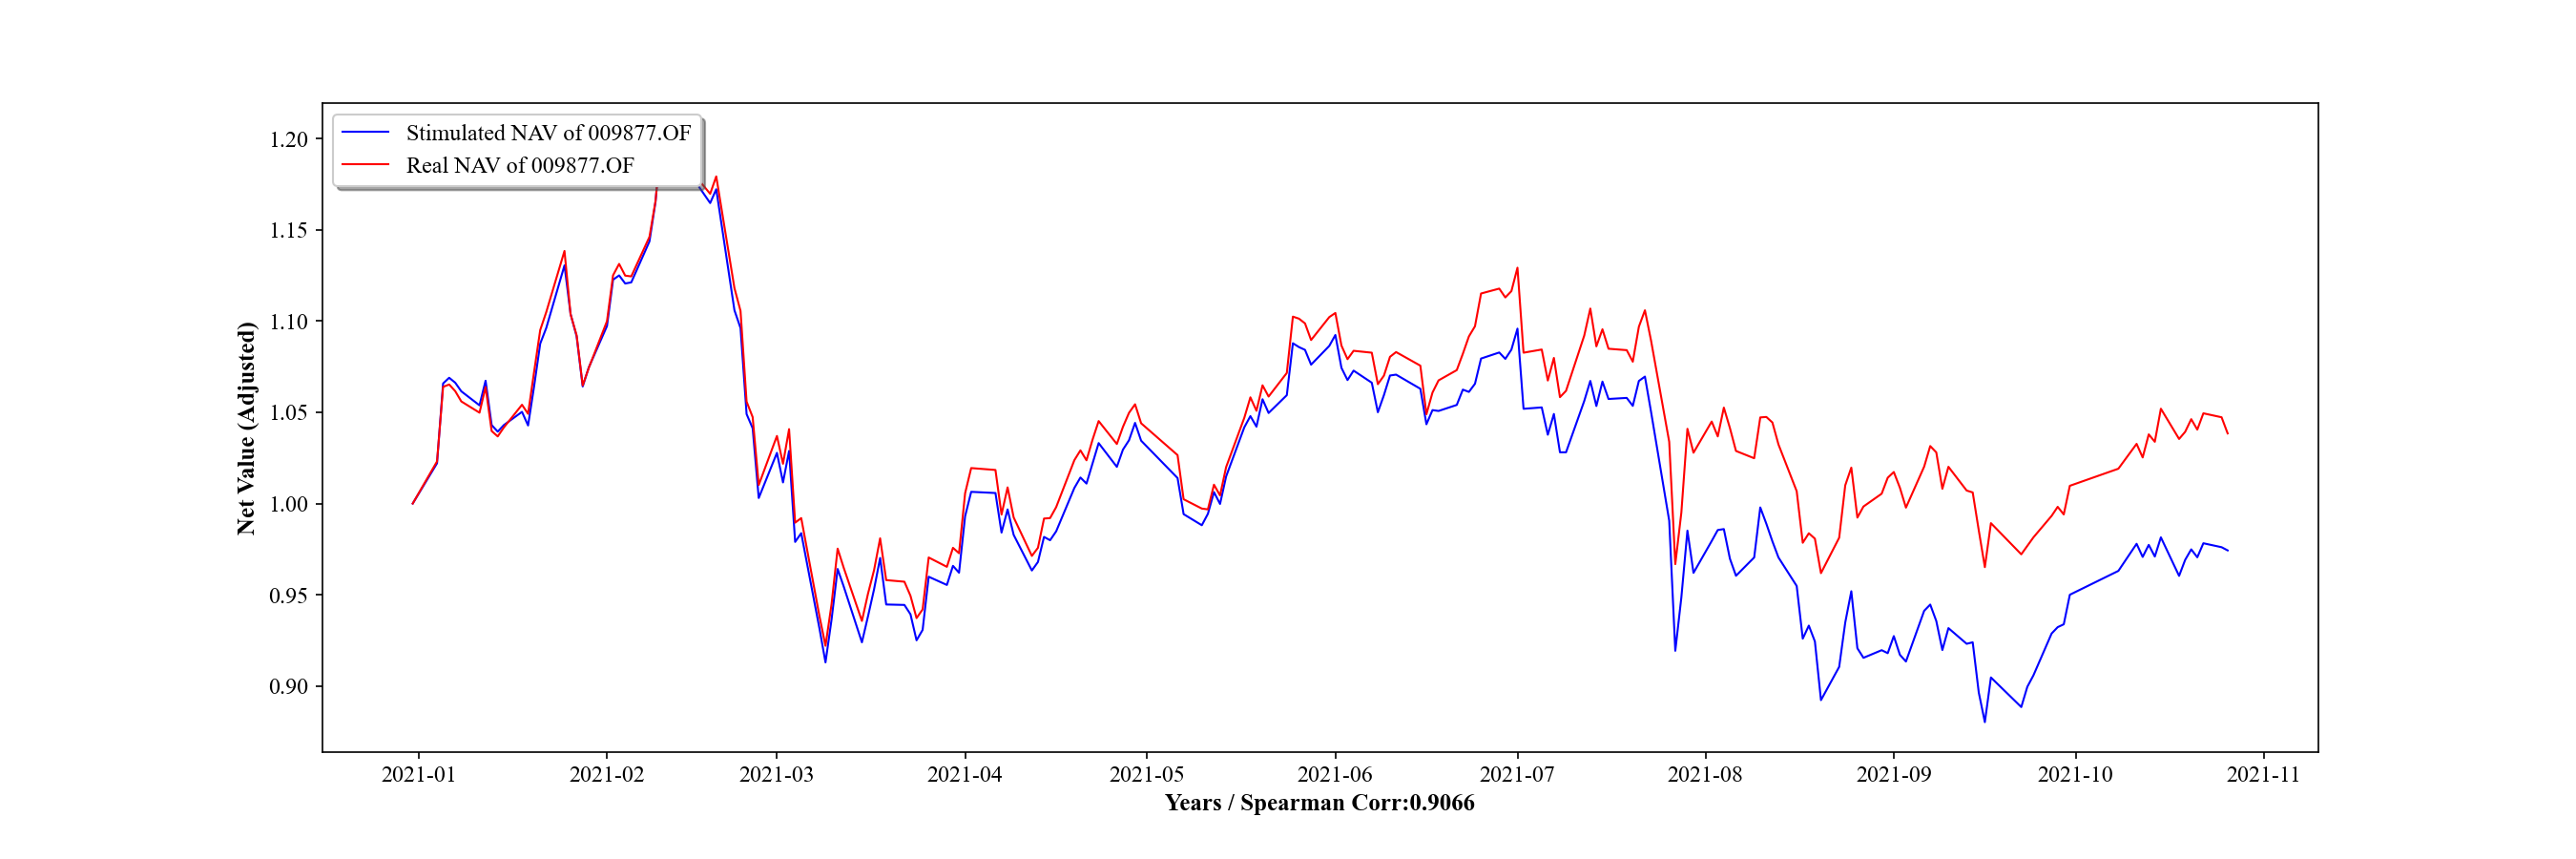 Stimulated NAV of 009877.OF
Real NAV of 009877.OF
1.20
1.15
1.10
1.05
1.00
0.95
0.90
Net Value (Adjusted)
2021-01 2021-02 2021-03 2021-04 2021-05 2021-06 2021-07 2021-08 2021-09 2021-10 2021-11
Years / Spearman Corr:0.9066